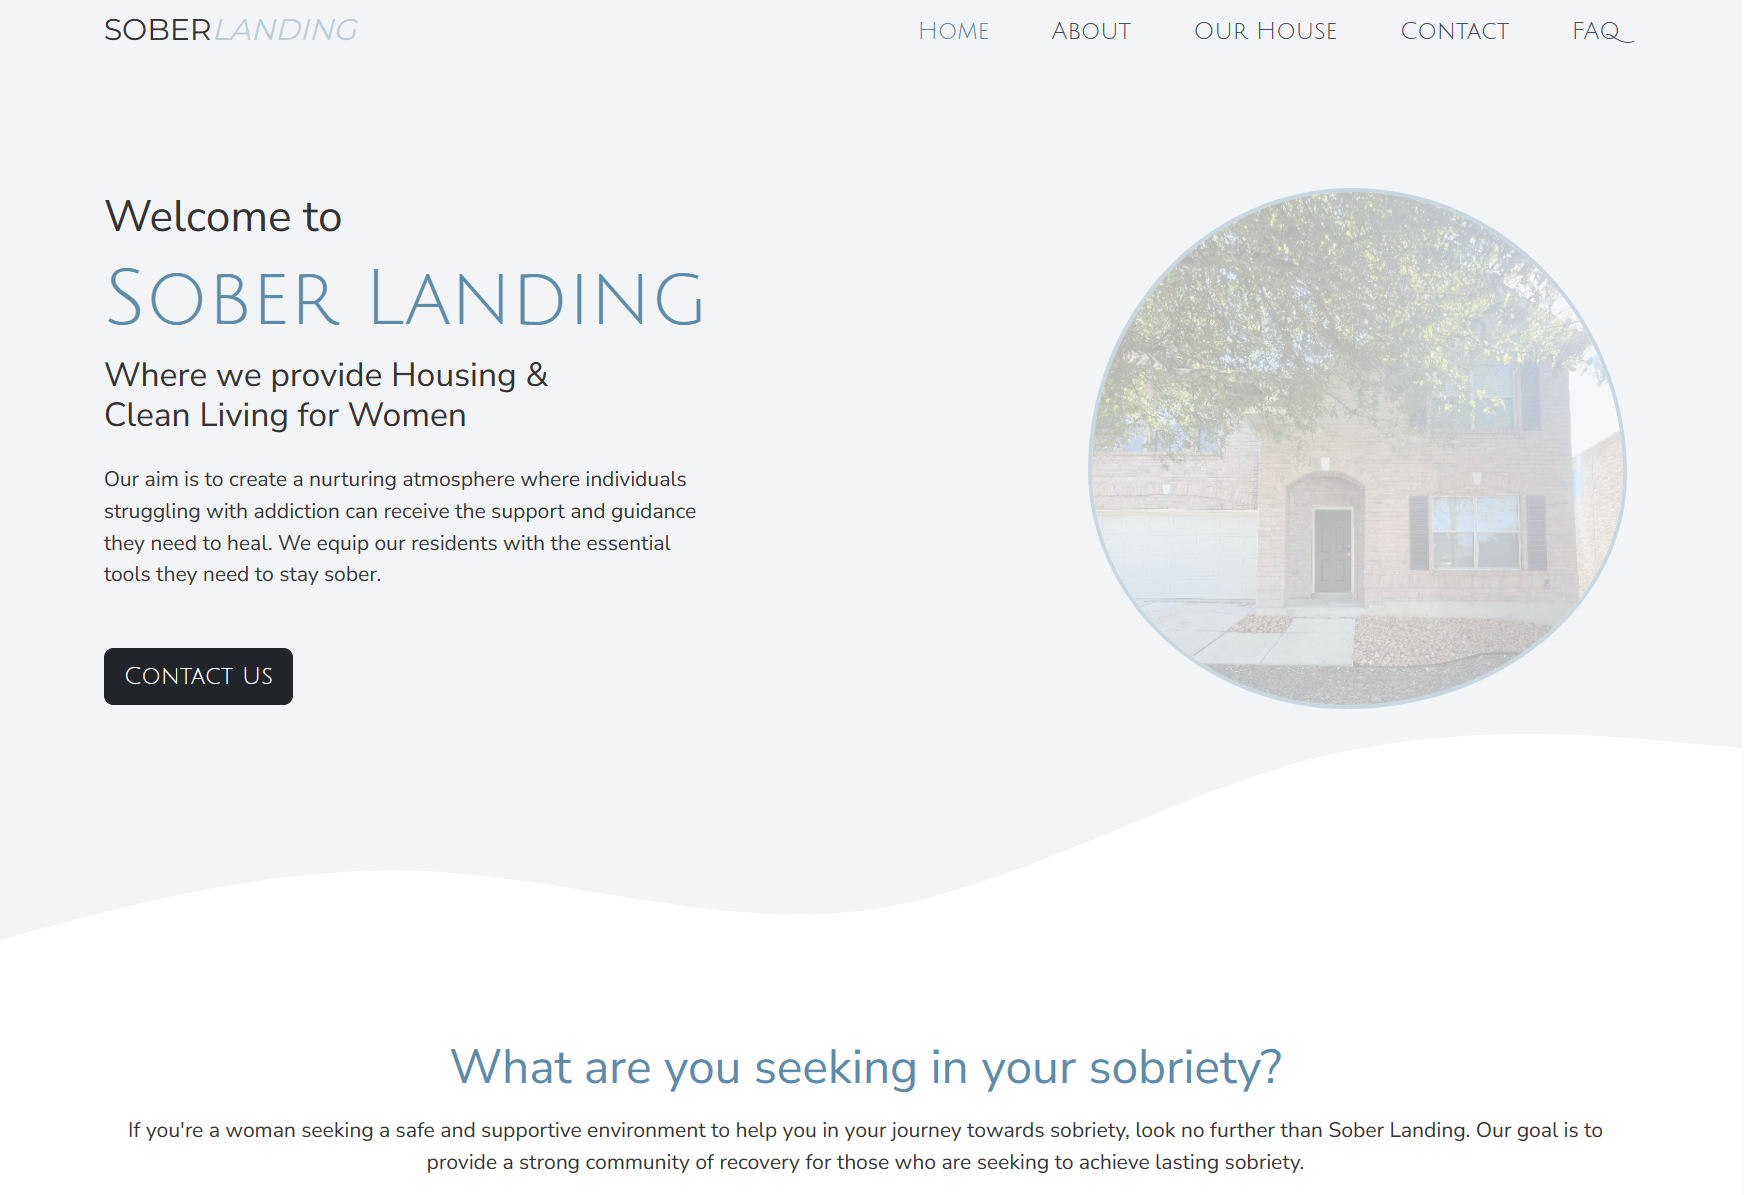 SOBERLANDING
Home About Our House Contact FAQ
Welcome to
Sober Landing
Where we provide Housing &
Clean Living for Women
Our aim is to create a nurturing atmosphere where individuals
struggling with addiction can receive the support and guidance
they need to heal. We equip our residents with the essential
tools they need to stay sober.
Contact Us
What are you seeking in your sobriety?
If you're a woman seeking a safe and supportive environment to help you in your journey towards sobriety, look no further than Sober Landing. Our goal is to
provide a strong community of recovery for those who are seeking to achieve lasting sobriety.